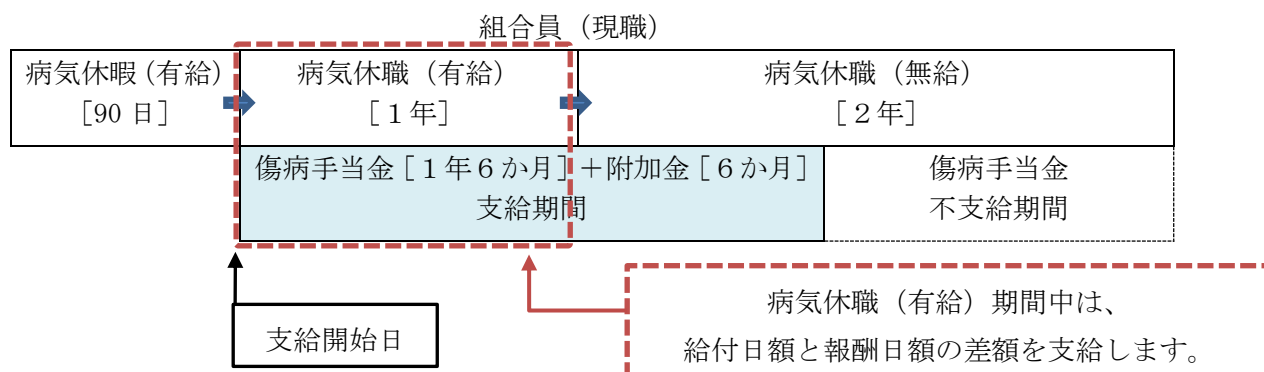 組合員（現職）
病気休暇（有給）
［90 日］
病気休職（有給）
［１年］
病気休職（無給）
［２年］
傷病手当金［１年６か月］＋附加金［６か月］
支給期間
傷病手当金
不支給期間
支給開始日
病気休職（有給）期間中は、
給付日額と報酬日額の差額を支給します。